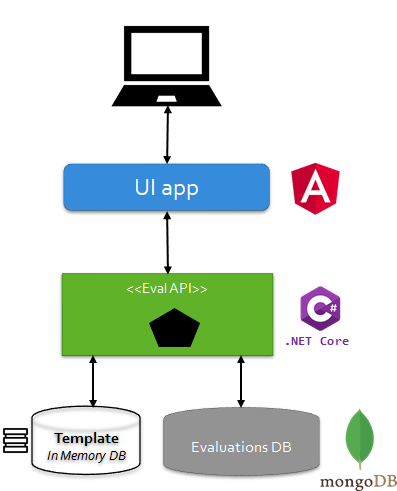 UI app
A
<<Eval API>>
C#
.NET Core
Template
In Memory DB
Evaluations DB
mongoDB